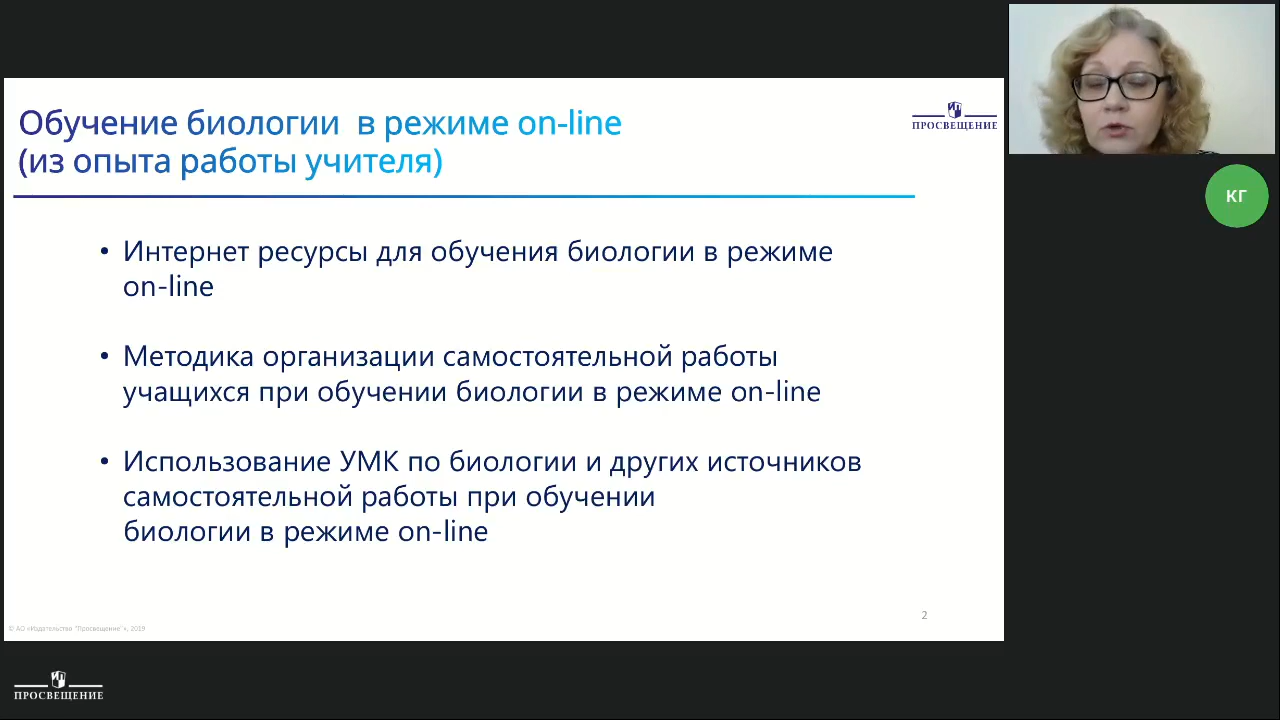 Обучение биологии в режиме on-line
(из опыта работы учителя)
ПРОСВЕЩЕНИЕ
КГ
• Интернет ресурсы для обучения биологии в режиме
on-line
• Методика организации самостоятельной работы
учащихся при обучении биологии в режиме on-line
• Использование УМК по биологии и других источников
самостоятельной работы при обучении
биологии в режиме on-line
2
© АО «Издательство "Просвещение"», 2019
ПРОСВЕЩЕНИЕ